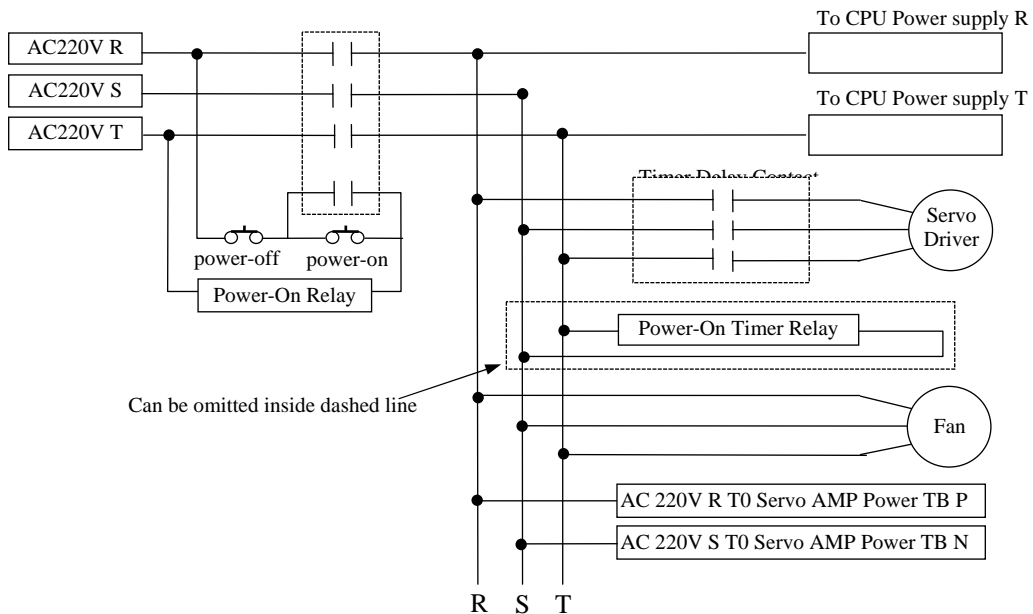 To CPU Power supply R
AC220V R
AC220V S
To CPU Power supply T
AC220V T
Timer Delay Contact
Servo
Driver
power-off
power-on
Power-On Relay
Power-On Timer Relay
Can be omitted inside dashed line
Fan
AC 220V R T0 Servo AMP Power TB P
AC 220V S T0 Servo AMP Power TB N
R
S
T